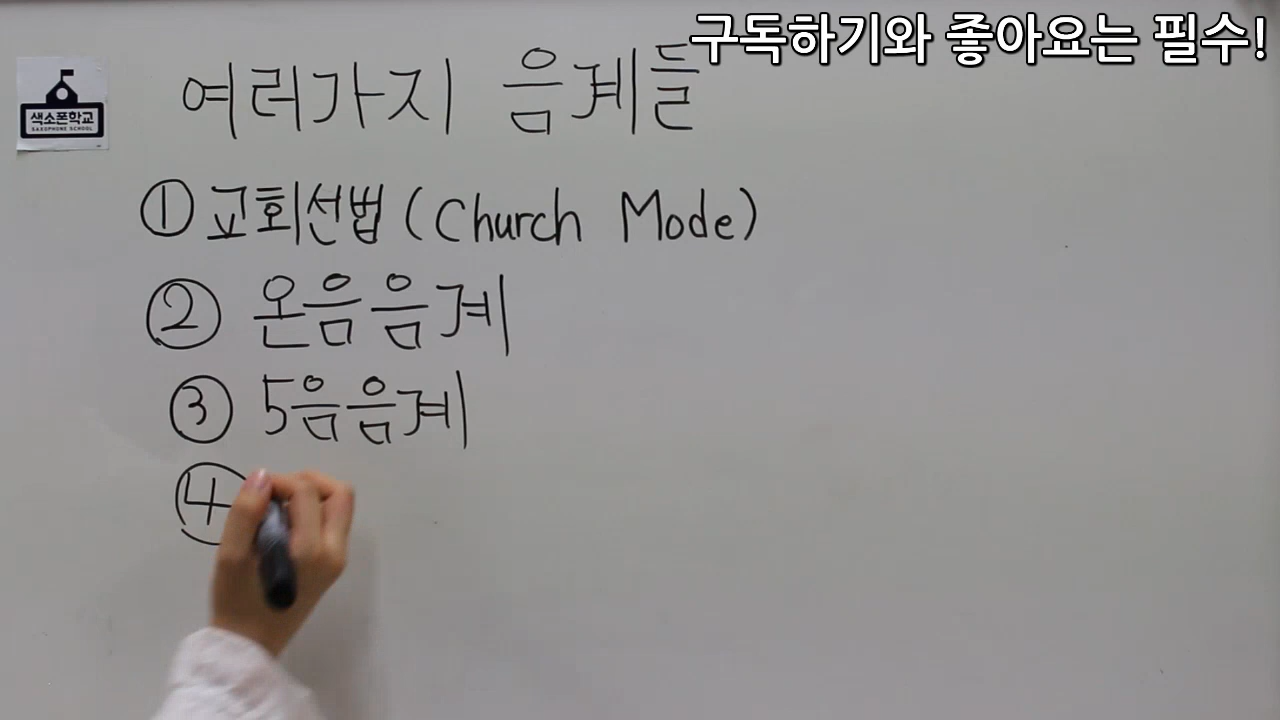 구독하기와 좋아요는 필수!
여러가지 음계들
색소폰학교
SAXOPHONE SCHOOL
① 교회선법 (Church Mode)
② 온음음계
③ 5음음계
④